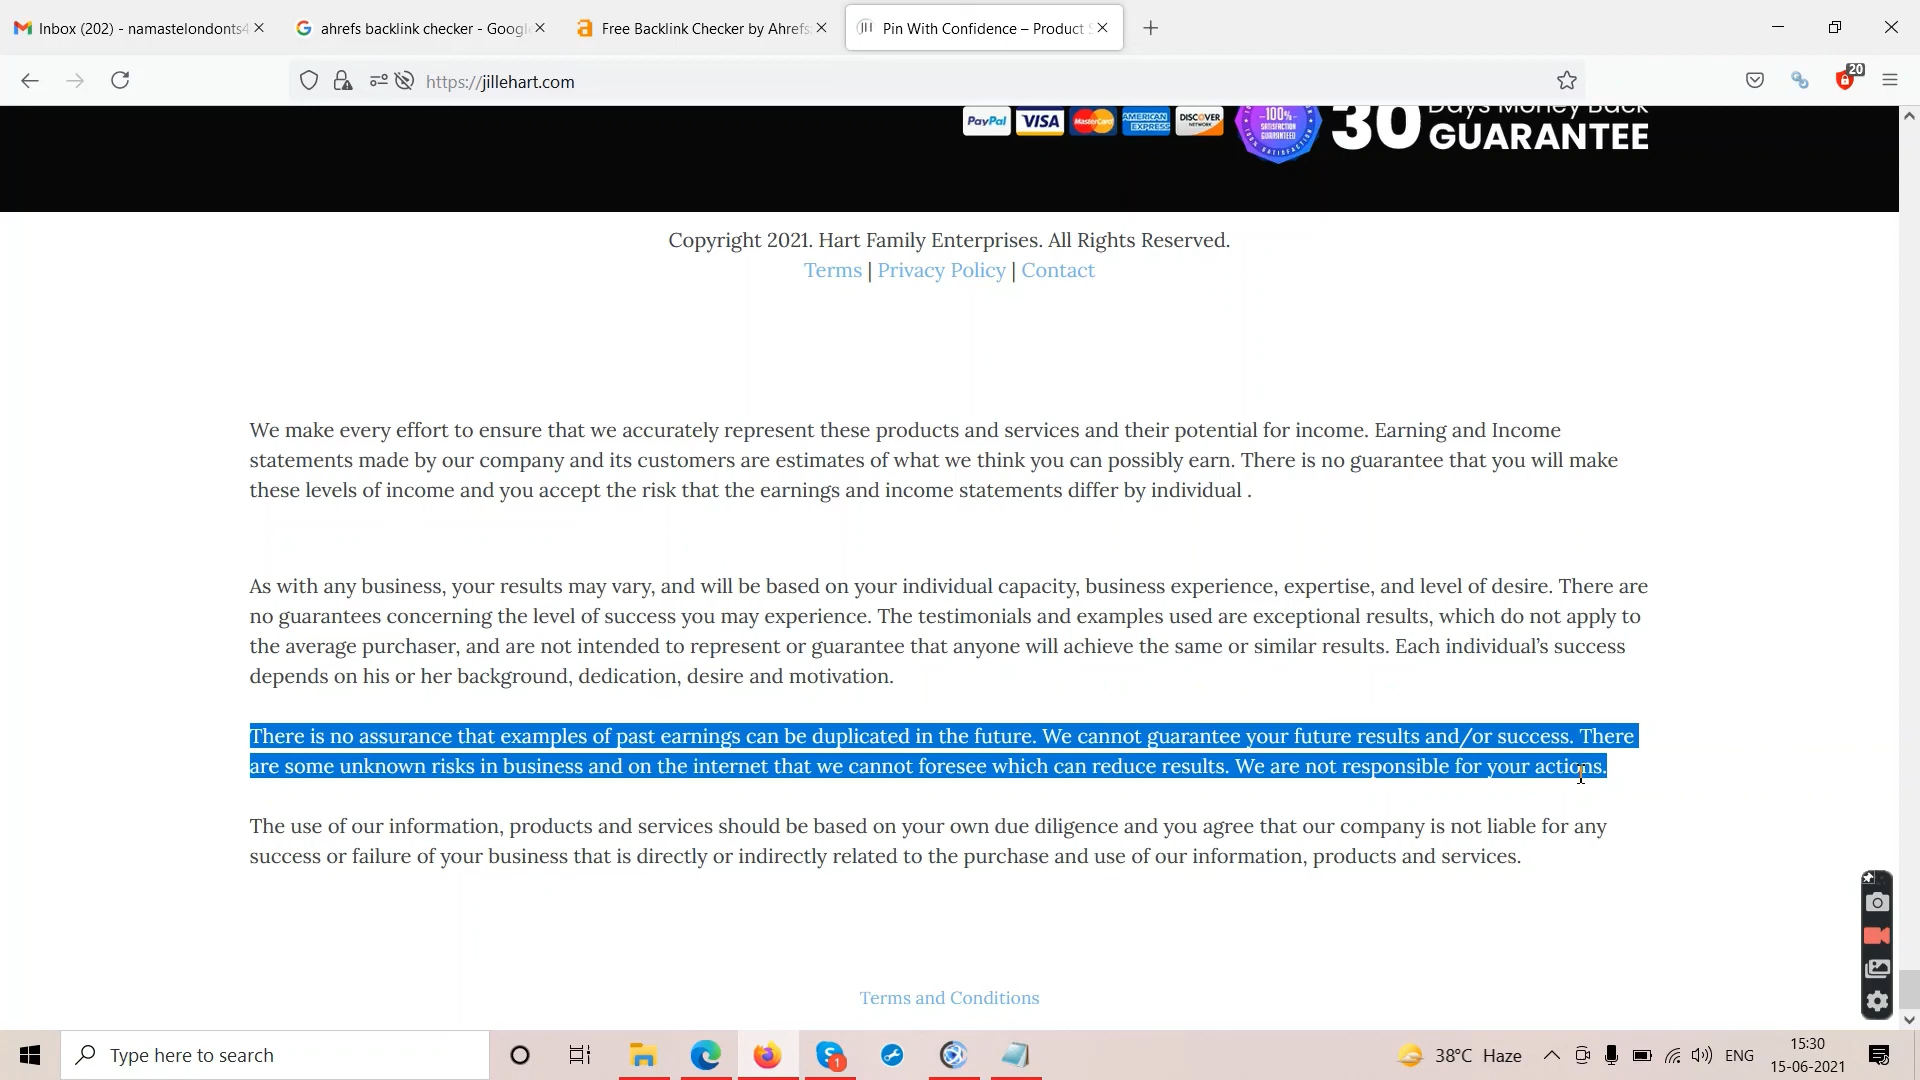 Inbox (202) - namastelondonts4
ahrefs backlink checker - Google
Free Backlink Checker by Ahrefs:
Pin With Confidence – Product S
https://jillehart.com
20
PayPal VISA MasterCard AMERICAN EXPRESS DISCOVER NETWORK
100% SATISFACTION GUARANTEED
30 Days Money Back
GUARANTEE
Copyright 2021. Hart Family Enterprises. All Rights Reserved.
Terms | Privacy Policy | Contact
We make every effort to ensure that we accurately represent these products and services and their potential for income. Earning and Income
statements made by our company and its customers are estimates of what we think you can possibly earn. There is no guarantee that you will make
these levels of income and you accept the risk that the earnings and income statements differ by individual .
As with any business, your results may vary, and will be based on your individual capacity, business experience, expertise, and level of desire. There are
no guarantees concerning the level of success you may experience. The testimonials and examples used are exceptional results, which do not apply to
the average purchaser, and are not intended to represent or guarantee that anyone will achieve the same or similar results. Each individual’s success
depends on his or her background, dedication, desire and motivation.
There is no assurance that examples of past earnings can be duplicated in the future. We cannot guarantee your future results and/or success. There
are some unknown risks in business and on the internet that we cannot foresee which can reduce results. We are not responsible for your actions.
The use of our information, products and services should be based on your own due diligence and you agree that our company is not liable for any
success or failure of your business that is directly or indirectly related to the purchase and use of our information, products and services.
Terms and Conditions
Type here to search
1
38°C Haze
ENG
15:30
15-06-2021